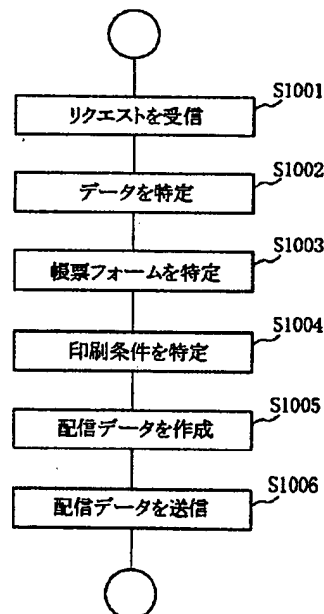 S1001
リクエストを受信
S1002
データを特定
S1003
帳票フォームを特定
S1004
印刷条件を特定
S1005
配信データを作成
S1006
配信データを送信